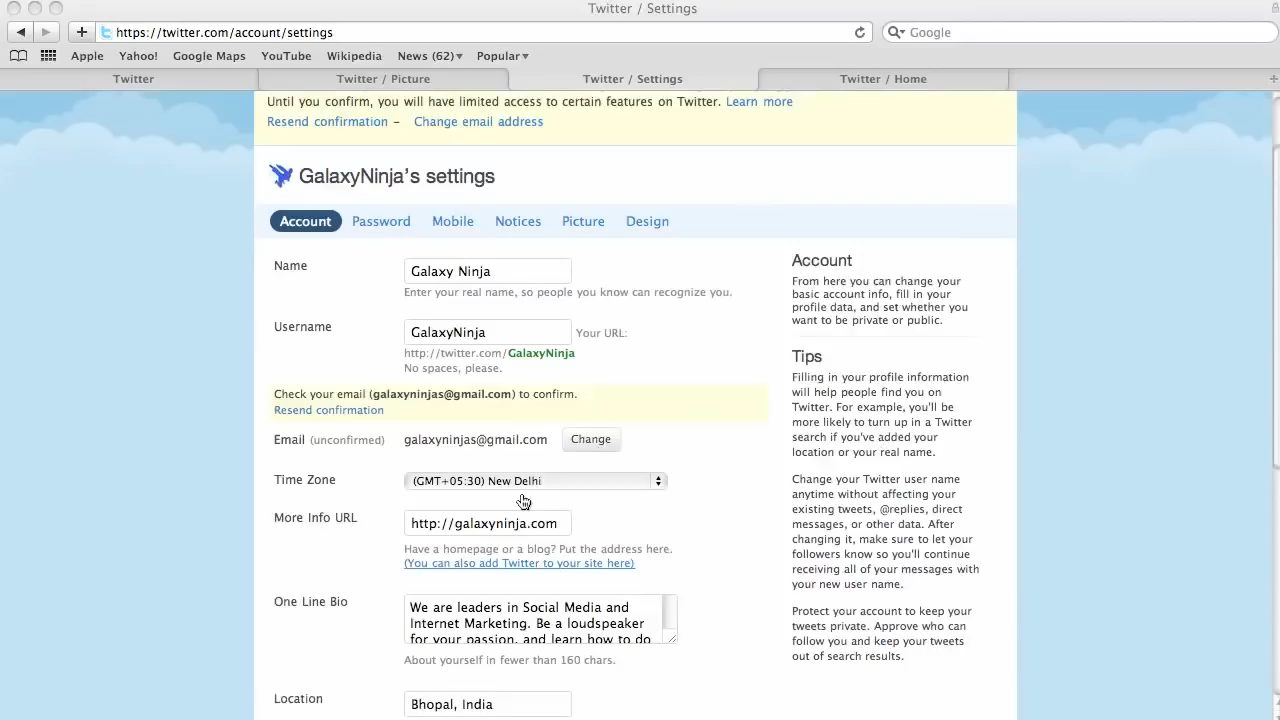 Twitter / Settings
https://twitter.com/account/settings
Google
Apple Yahoo! Google Maps YouTube Wikipedia News (62)▾ Popular▾
Twitter
Twitter / Picture
Twitter / Settings
Twitter / Home
Until you confirm, you will have limited access to certain features on Twitter. Learn more
Resend confirmation – Change email address
GalaxyNinja's settings
Account Password Mobile Notices Picture Design
Name
Galaxy Ninja
Enter your real name, so people you know can recognize you.
Username
GalaxyNinja Your URL:
http://twitter.com/GalaxyNinja
No spaces, please.
Check your email (galaxyninjas@gmail.com) to confirm.
Resend confirmation
Email (unconfirmed) galaxyninjas@gmail.com Change
Time Zone (GMT+05:30) New Delhi
More Info URL http://galaxyninja.com
Have a homepage or a blog? Put the address here.
(You can also add Twitter to your site here)
One Line Bio
We are leaders in Social Media and
Internet Marketing. Be a loudspeaker
for your passion, and learn how to do
About yourself in fewer than 160 chars.
Location Bhopal, India
Account
From here you can change your
basic account info, fill in your
profile data, and set whether you
want to be private or public.
Tips
Filling in your profile information
will help people find you on
Twitter. For example, you'll be
more likely to turn up in a Twitter
search if you've added your
location or your real name.
Change your Twitter user name
anytime without affecting your
existing tweets, @replies, direct
messages, or other data. After
changing it, make sure to let your
followers know so you'll continue
receiving all of your messages with
your new user name.
Protect your account to keep your
tweets private. Approve who can
follow you and keep your tweets
out of search results.